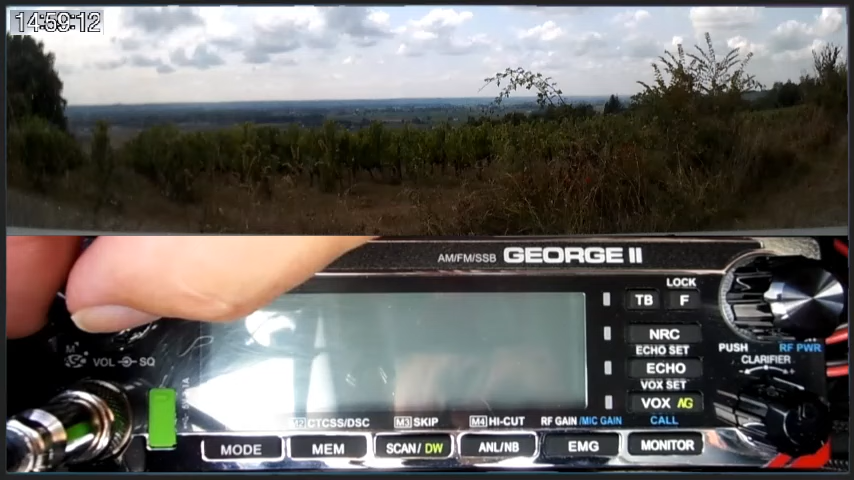 14:59:12
AM/FM/SSB GEORGE II
LOCK
TB F
NRC
PUSH RF PWR
ECHO SET
CLARIFIER
ECHO
VOL SQ
VOX SET
VOX
CTCSS/DSC M3 SKIP M4 HI-CUT RF GAIN/MIC GAIN CALL
MODE MEM SCAN/DW ANL/NB EMG MONITOR